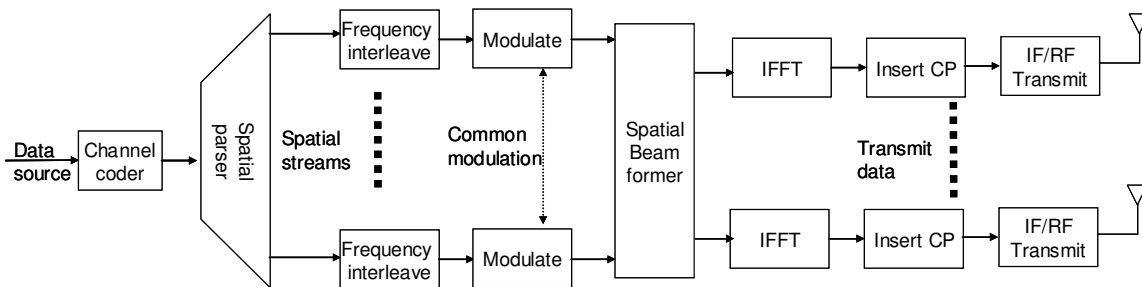 Data
source
Channel
coder
Spatial
parser
Spatial
streams
Frequency
interleave
Modulate
Common
modulation
Frequency
interleave
Modulate
Spatial
Beam
former
IFFT
Insert CP
IF/RF
Transmit
Transmit
data
IFFT
Insert CP
IF/RF
Transmit